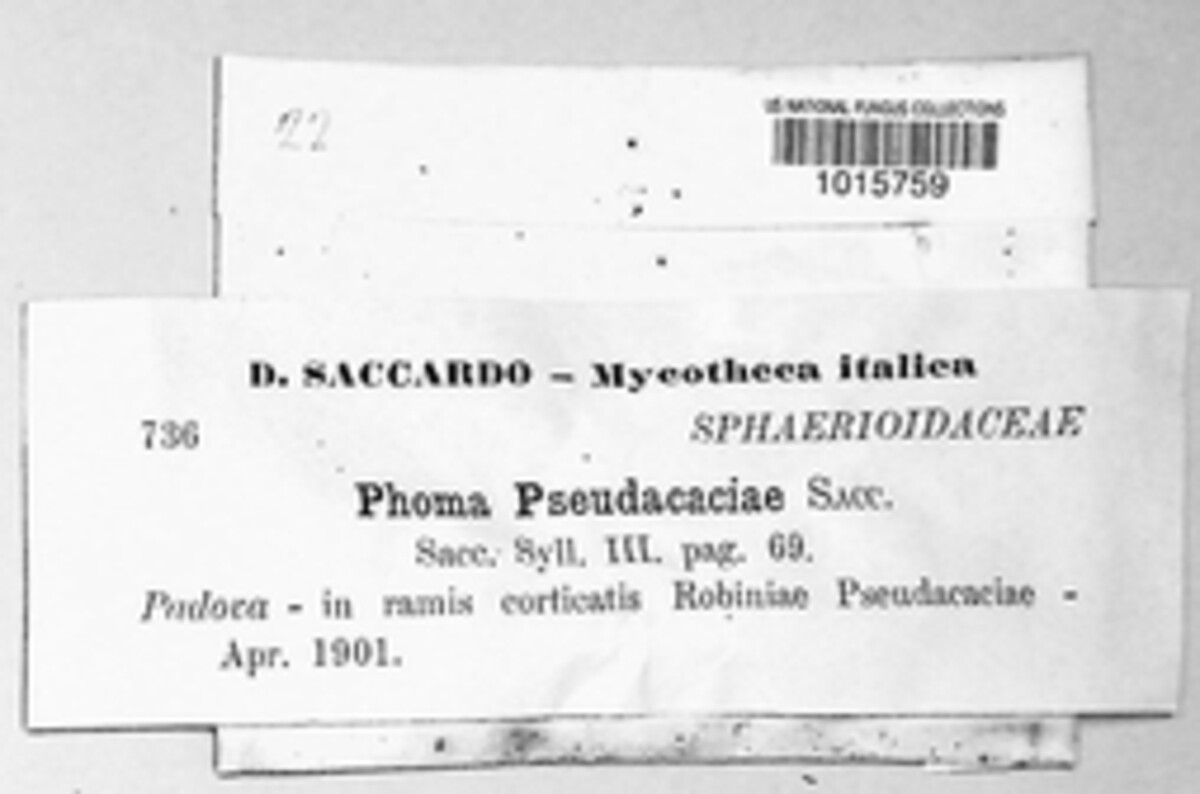 22
US NATIONAL FUNGUS COLLECTIONS
1015759
D. SACCARDO – Mycotheca italica
736
SPHAERIOIDACEAE
Phoma Pseudacaciae SACC.
Sacc. Syll. III. pag. 69.
Padova - in ramis corticatis Robiniae Pseudacaciae -
Apr. 1901.